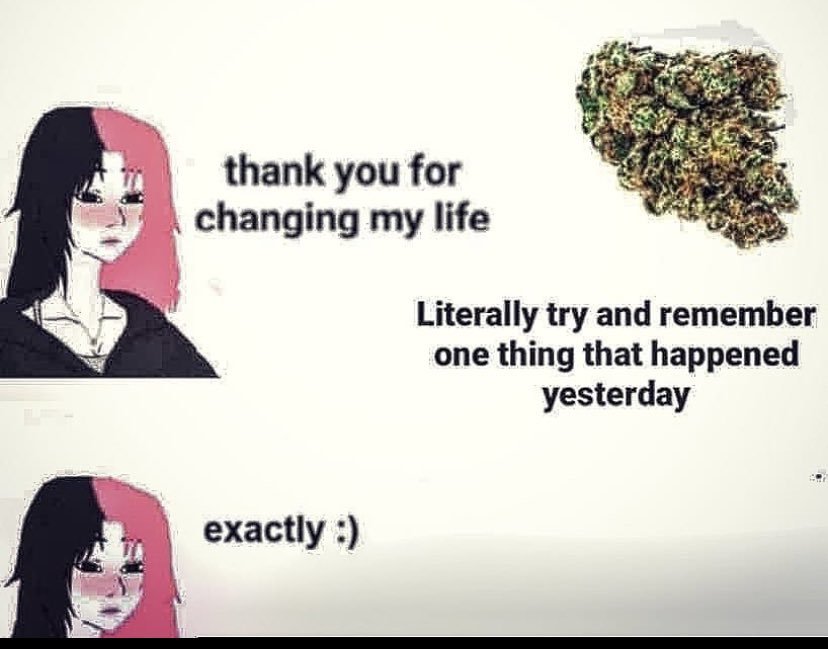 thank you for
changing my life
Literally try and remember
one thing that happened
yesterday
exactly :)